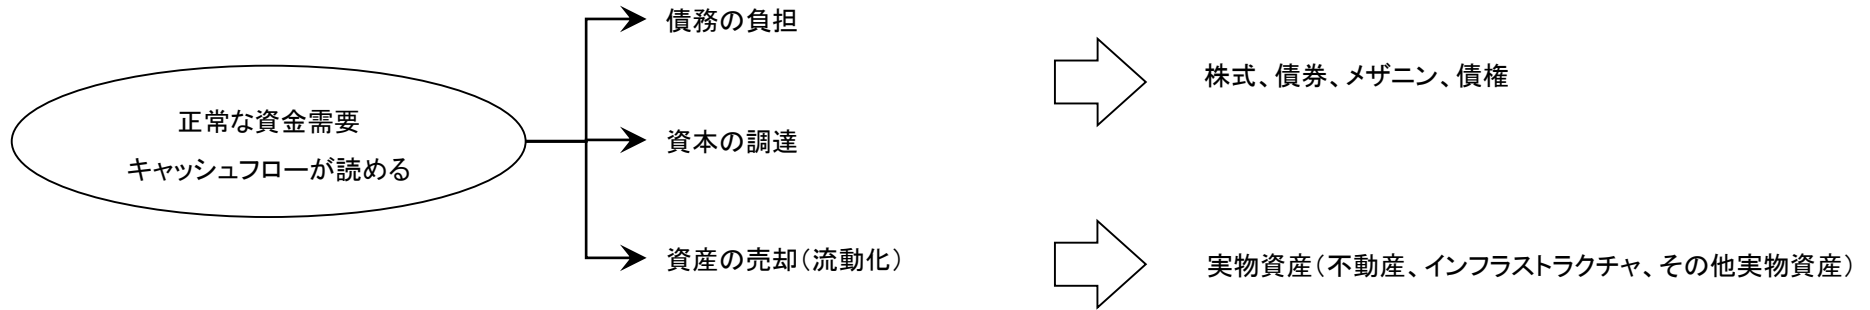 債務の負担
株式、債券、メザニン、債権
正常な資金需要
キャッシュフローが読める
資本の調達
資産の売却（流動化）
実物資産（不動産、インフラストラクチャ、その他実物資産）